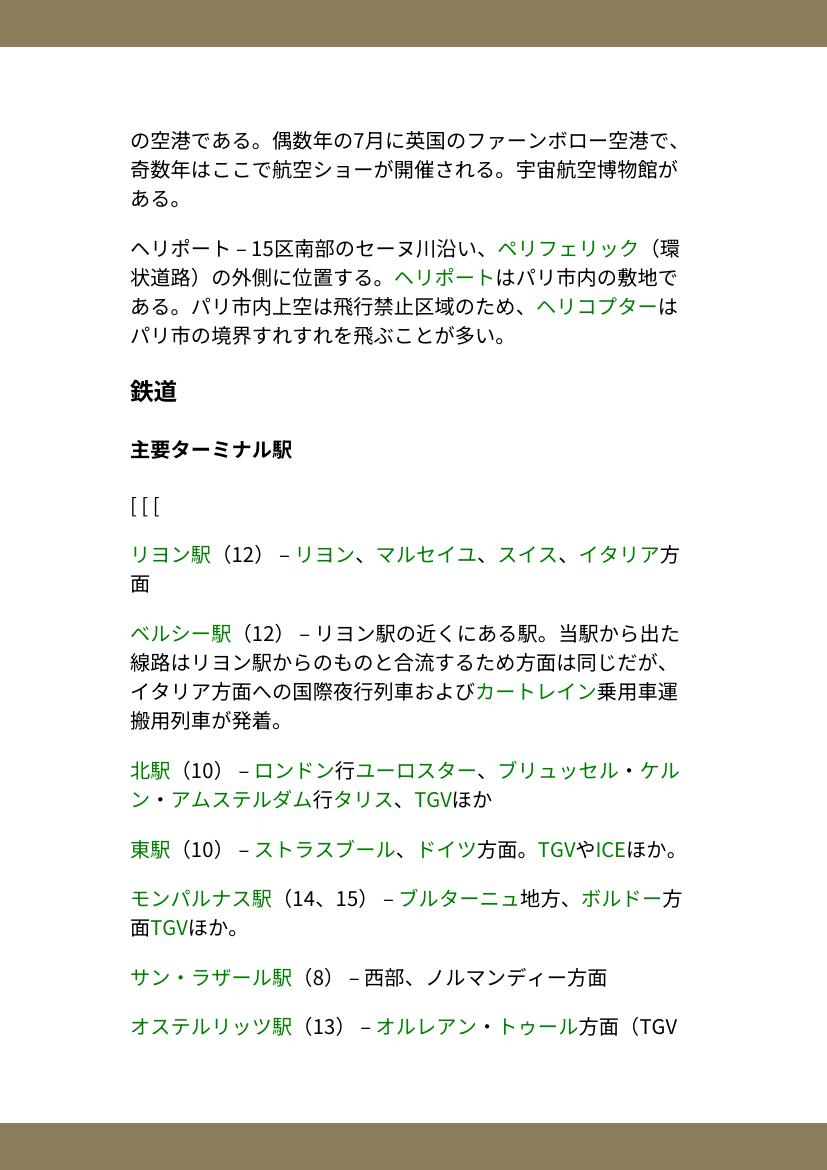 の空港である。偶数年の7月に英国のファーンボロー空港で、
奇数年はここで航空ショーが開催される。宇宙航空博物館が
ある。
ヘリポート – 15区南部のセーヌ川沿い、ペリフェリック（環
状道路）の外側に位置する。ヘリポートはパリ市内の敷地で
ある。パリ市内上空は飛行禁止区域のため、ヘリコプターは
パリ市の境界すれすれを飛ぶことが多い。
鉄道
主要ターミナル駅
[ [ [
リヨン駅（12） – リヨン、マルセイユ、スイス、イタリア方
面
ベルシー駅（12） – リヨン駅の近くにある駅。当駅から出た
線路はリヨン駅からのものと合流するため方面は同じだが、
イタリア方面への国際夜行列車およびカートレイン乗用車運
搬用列車が発着。
北駅（10） – ロンドン行ユーロスター、ブリュッセル・ケル
ン・アムステルダム行タリス、TGVほか
東駅（10） – ストラスブール、ドイツ方面。TGVやICEほか。
モンパルナス駅（14、15） – ブルターニュ地方、ボルドー方
面TGVほか。
サン・ラザール駅（8） – 西部、ノルマンディー方面
オステルリッツ駅（13） – オルレアン・トゥール方面（TGV